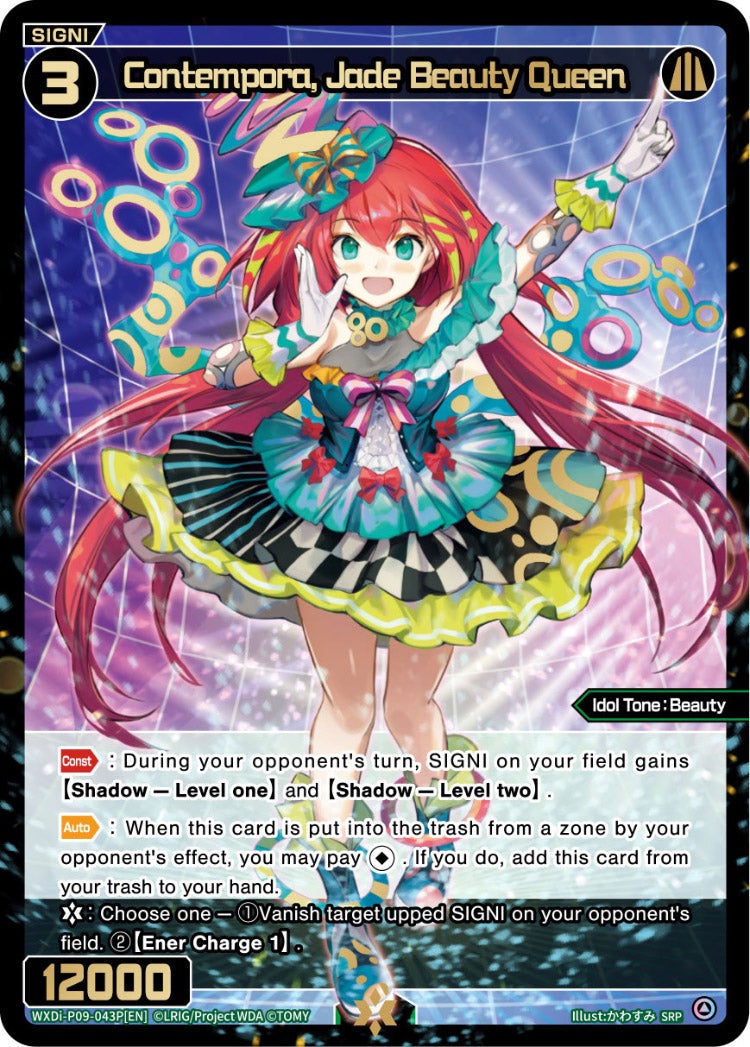 SIGNI
3
Contempora, Jade Beauty Queen
Idol Tone：Beauty
Const ：During your opponent's turn, SIGNI on your field gains
【Shadow ― Level one】 and 【Shadow ― Level two】 .
Auto ：When this card is put into the trash from a zone by your
opponent's effect, you may pay ◆ . If you do, add this card from
your trash to your hand.
：Choose one ― ①Vanish target upped SIGNI on your opponent's
field. ②【Ener Charge 1】 .
12000
WXDi-P09-043P[EN] ©LRIG/Project WDA ©TOMY
Illust:かわすみ SRP